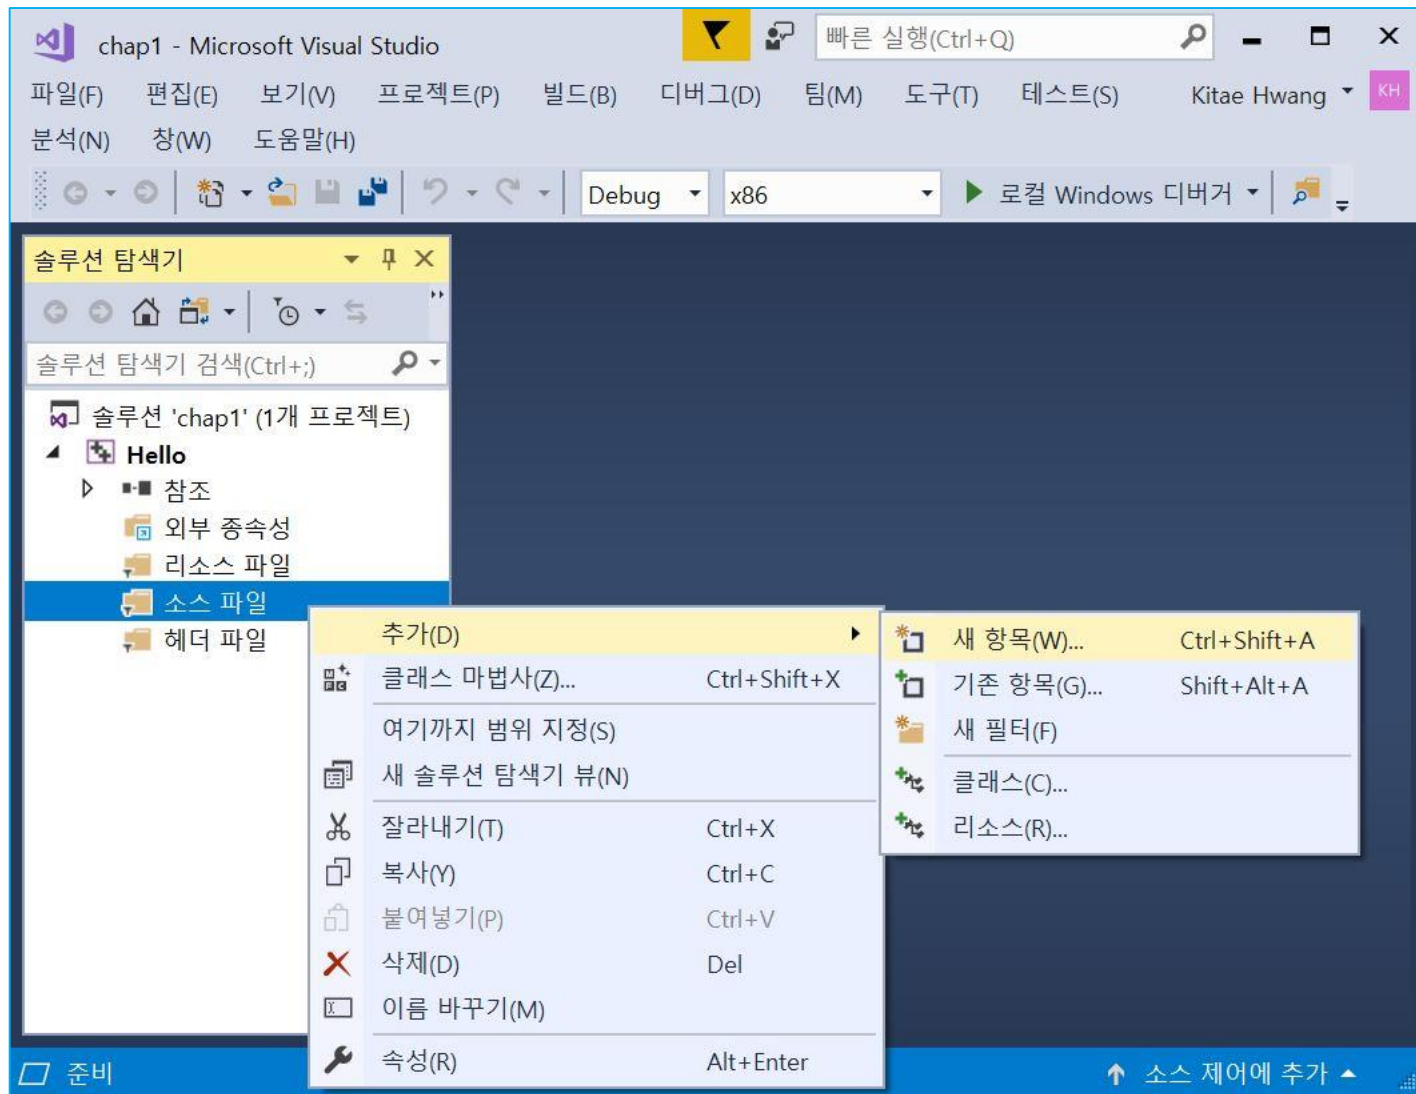 chap1 - Microsoft Visual Studio
빠른 실행(Ctrl+Q)
파일(F) 편집(E) 보기(V) 프로젝트(P) 빌드(B) 디버그(D) 팀(M) 도구(T) 테스트(S) Kitae Hwang KH
분석(N) 창(W) 도움말(H)
Debug x86 로컬 Windows 디버거
솔루션 탐색기
솔루션 탐색기 검색(Ctrl+;)
솔루션 'chap1' (1개 프로젝트)
Hello
참조
외부 종속성
리소스 파일
소스 파일
헤더 파일
추가(D)
클래스 마법사(Z)... Ctrl+Shift+X
여기까지 범위 지정(S)
새 솔루션 탐색기 뷰(N)
잘라내기(T) Ctrl+X
복사(Y) Ctrl+C
붙여넣기(P) Ctrl+V
삭제(D) Del
이름 바꾸기(M)
속성(R) Alt+Enter
새 항목(W)... Ctrl+Shift+A
기존 항목(G)... Shift+Alt+A
새 필터(F)
클래스(C)...
리소스(R)...
준비
소스 제어에 추가